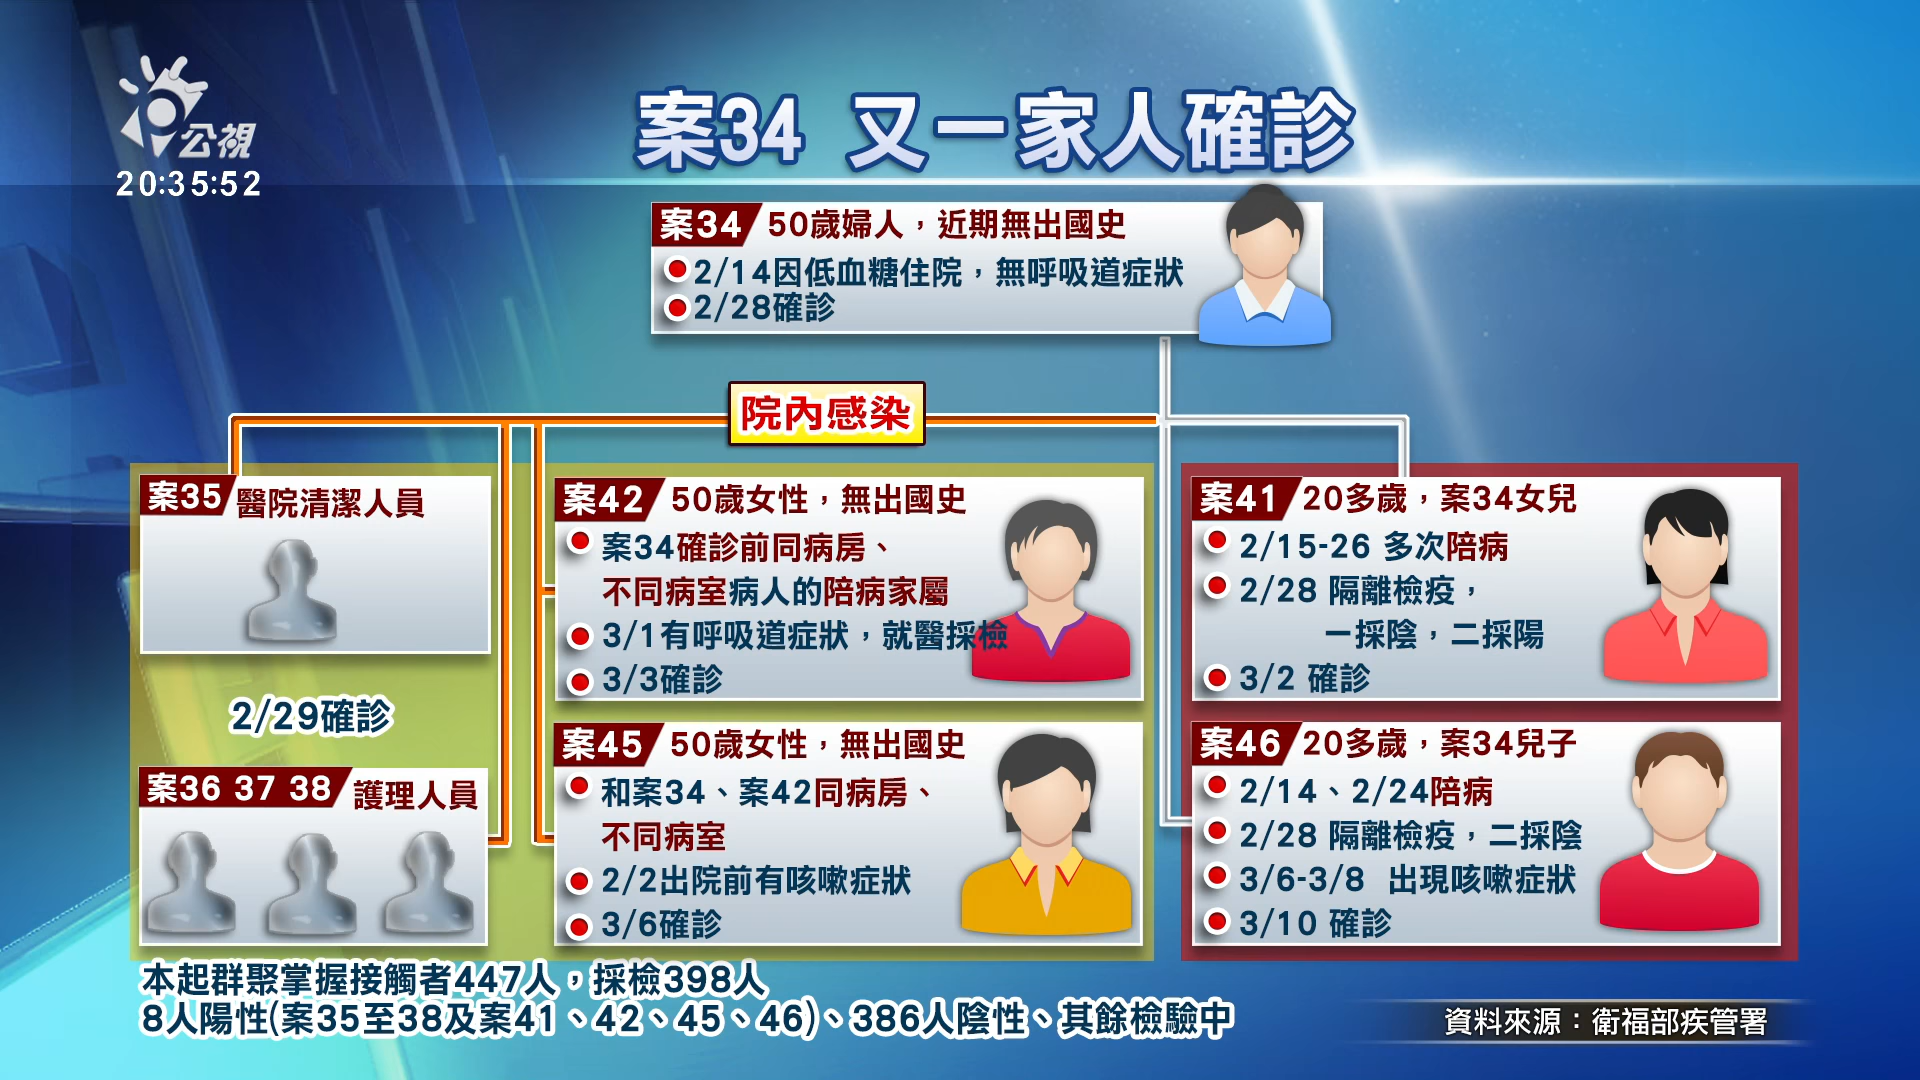 公視
20:35:52
案34 又一家人確診
案34 50歲婦人，近期無出國史
2/14因低血糖住院，無呼吸道症狀
2/28確診
院內感染
案35 醫院清潔人員
2/29確診
案36 37 38 護理人員
案42 50歲女性，無出國史
案34確診前同病房、
不同病室病人的陪病家屬
3/1有呼吸道症狀，就醫採檢
3/3確診
案45 50歲女性，無出國史
和案34、案42同病房、
不同病室
2/2出院前有咳嗽症狀
3/6確診
案41 20多歲，案34女兒
2/15-26 多次陪病
2/28 隔離檢疫，
一採陰，二採陽
3/2 確診
案46 20多歲，案34兒子
2/14、2/24陪病
2/28 隔離檢疫，二採陰
3/6-3/8 出現咳嗽症狀
3/10 確診
本起群聚掌握接觸者447人，採檢398人
8人陽性(案35至38及案41、42、45、46)、386人陰性、其餘檢驗中
資料來源：衛福部疾管署